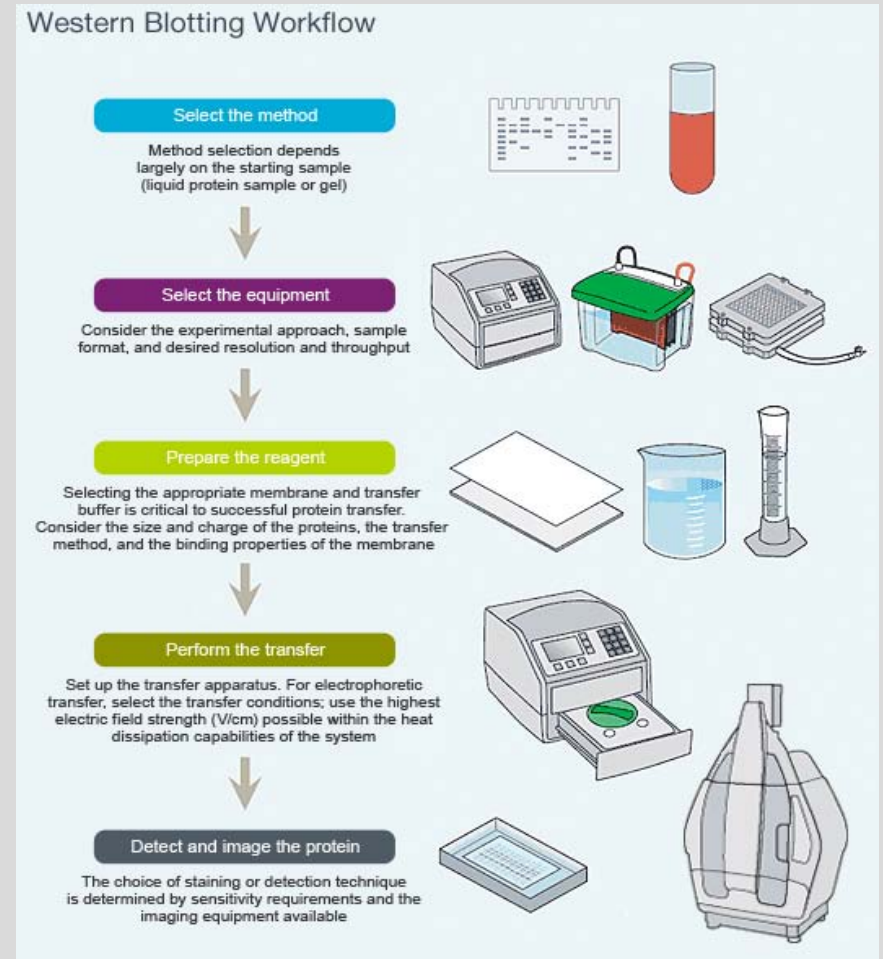 Western Blotting Workflow
Select the method
Method selection depends
largely on the starting sample
(liquid protein sample or gel)
Select the equipment
Consider the experimental approach, sample
format, and desired resolution and throughput
Prepare the reagent
Selecting the appropriate membrane and transfer
buffer is critical to successful protein transfer.
Consider the size and charge of the proteins, the transfer
method, and the binding properties of the membrane
Perform the transfer
Set up the transfer apparatus. For electrophoretic
transfer, select the transfer conditions; use the highest
electric field strength (V/cm) possible within the heat
dissipation capabilities of the system
Detect and image the protein
The choice of staining or detection technique
is determined by sensitivity requirements and the
imaging equipment available